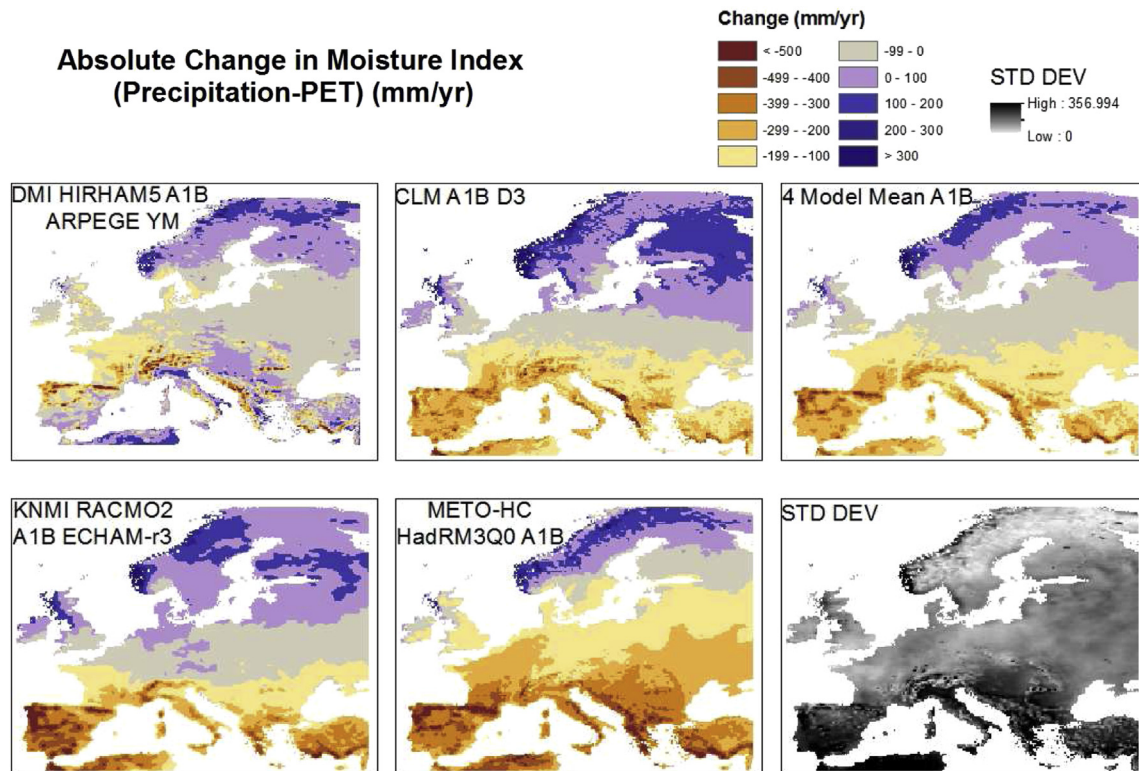 Absolute Change in Moisture Index
(Precipitation-PET) (mm/yr)
Change (mm/yr)
< -500
-499 - -400
-399 - -300
-299 - -200
-199 - -100
-99 - 0
0 - 100
100 - 200
200 - 300
> 300
STD DEV
High : 356.994
Low : 0
DMI HIRHAM5 A1B
ARPEGE YM
CLM A1B D3
4 Model Mean A1B
KNMI RACMO2
A1B ECHAM-r3
METO-HC
HadRM3Q0 A1B
STD DEV